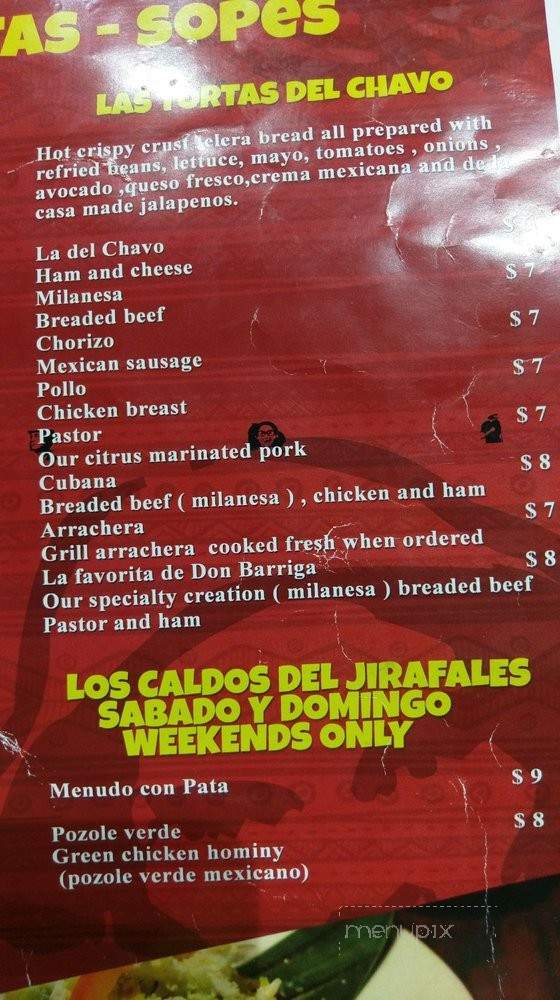 TAS - SOPES
LAS TORTAS DEL CHAVO
Hot crispy crust telera bread all prepared with
refried beans, lettuce, mayo, tomatoes , onions ,
avocado ,queso fresco,crema mexicana and de la
casa made jalapenos.
La del Chavo
Ham and cheese $ 7
Milanesa
Breaded beef $ 7
Chorizo
Mexican sausage $ 7
Pollo
Chicken breast $ 7
Pastor
Our citrus marinated pork
Cubana $ 8
Breaded beef ( milanesa ) , chicken and ham
Arrachera $ 7
Grill arrachera cooked fresh when ordered
La favorita de Don Barriga $ 8
Our specialty creation ( milanesa ) breaded beef
Pastor and ham
LOS CALDOS DEL JIRAFALES
SABADO Y DOMINGO
WEEKENDS ONLY
Menudo con Pata $ 9
Pozole verde $ 8
Green chicken hominy
(pozole verde mexicano)
menupix